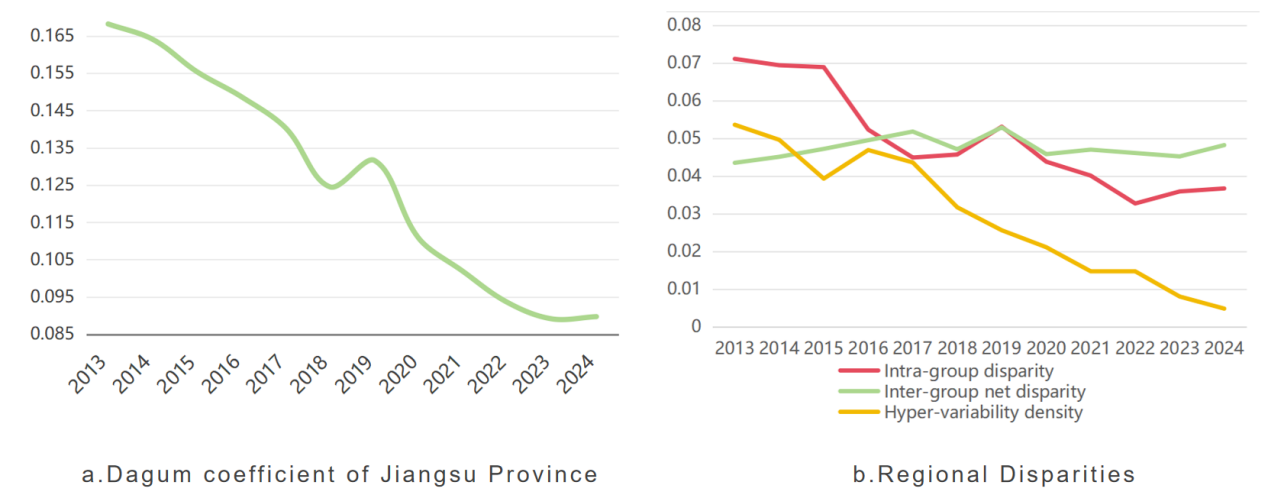 0.165
0.155
0.145
0.135
0.125
0.115
0.105
0.095
0.085
2013 2014 2015 2016 2017 2018 2019 2020 2021 2022 2023 2024
a.Dagum coefficient of Jiangsu Province
0.08
0.07
0.06
0.05
0.04
0.03
0.02
0.01
0
2013 2014 2015 2016 2017 2018 2019 2020 2021 2022 2023 2024
Intra-group disparity
Inter-group net disparity
Hyper-variability density
b.Regional Disparities